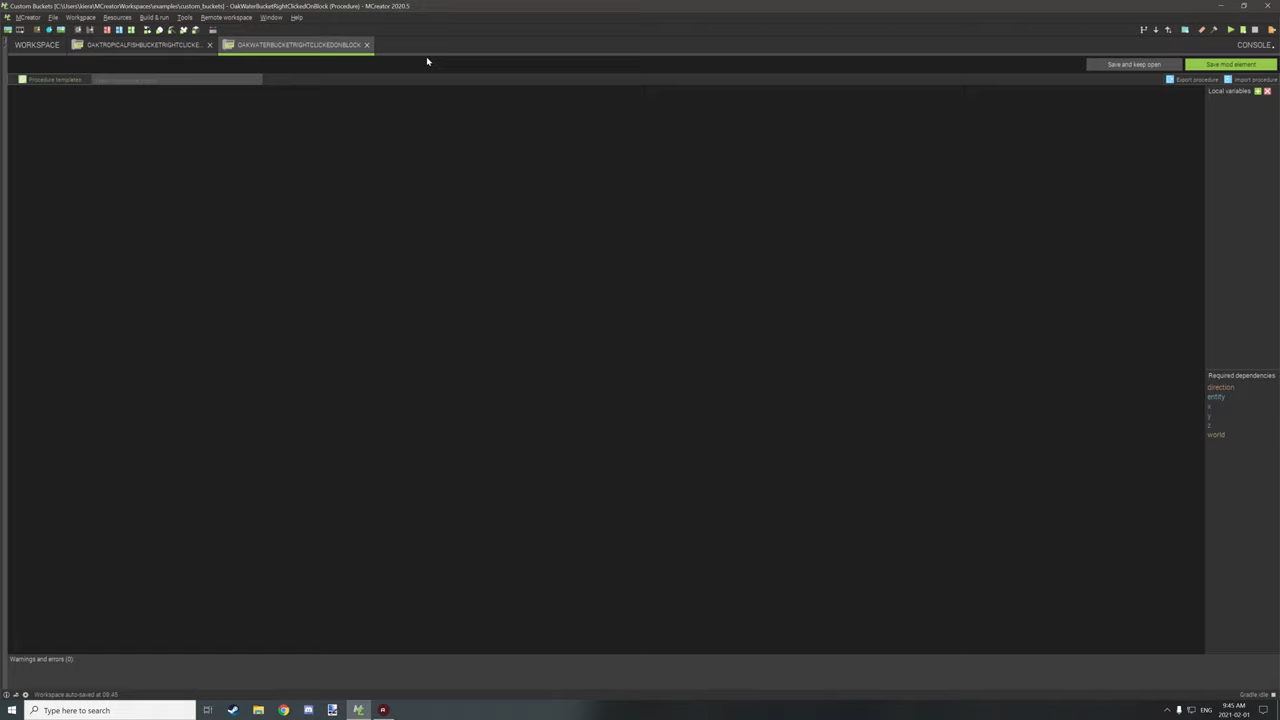 Custom Buckets [C:\Users\kiera\MCreatorWorkspaces\examples\custom_buckets] - OakWaterBucketRightClickedOnBlock (Procedure) - MCreator 2020.5
MCreator File Workspace Resources Build & run Tools Remote workspace Window Help
WORKSPACE OAKTROPICALFISHBUCKETRIGHTCLICKE... OAKWATERBUCKETRIGHTCLICKEDONBLOCK CONSOLE
Save and keep open Save mod element
Procedure templates: Export procedure Import procedure
Local variables
Required dependencies
direction
entity
x
y
z
world
Warnings and errors (0):
Workspace auto-saved at 09:45 Gradle idle
Type here to search ENG 9:45 AM
2021-02-01